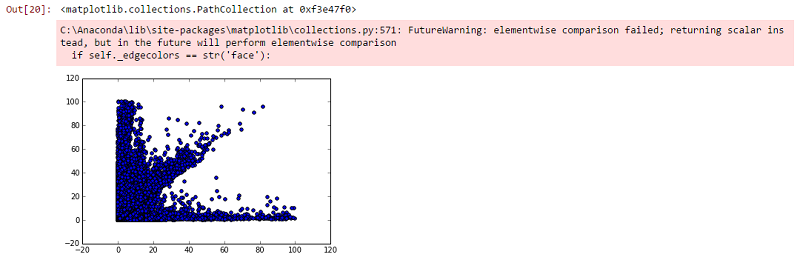 Out[20]: <matplotlib.collections.PathCollection at 0xf3e47f0>
C:\Anaconda\lib\site-packages\matplotlib\collections.py:571: FutureWarning: elementwise comparison failed; returning scalar ins
tead, but in the future will perform elementwise comparison
  if self._edgecolors == str('face'):
120
100
80
60
40
20
0
−20
−20 0 20 40 60 80 100 120